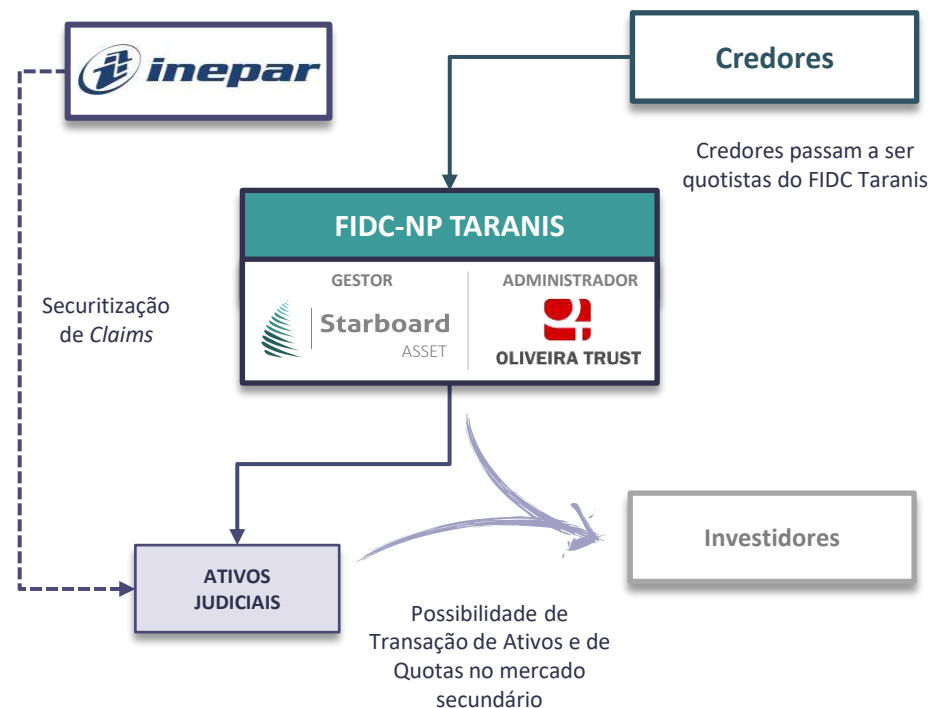 inepar
Credores
Credores passam a ser
quotistas do FIDC Taranis
FIDC-NP TARANIS
GESTOR
Starboard
ASSET
ADMINISTRADOR
OLIVEIRA TRUST
Securitização
de Claims
ATIVOS
JUDICIAIS
Investidores
Possibilidade de
Transação de Ativos e de
Quotas no mercado
secundário